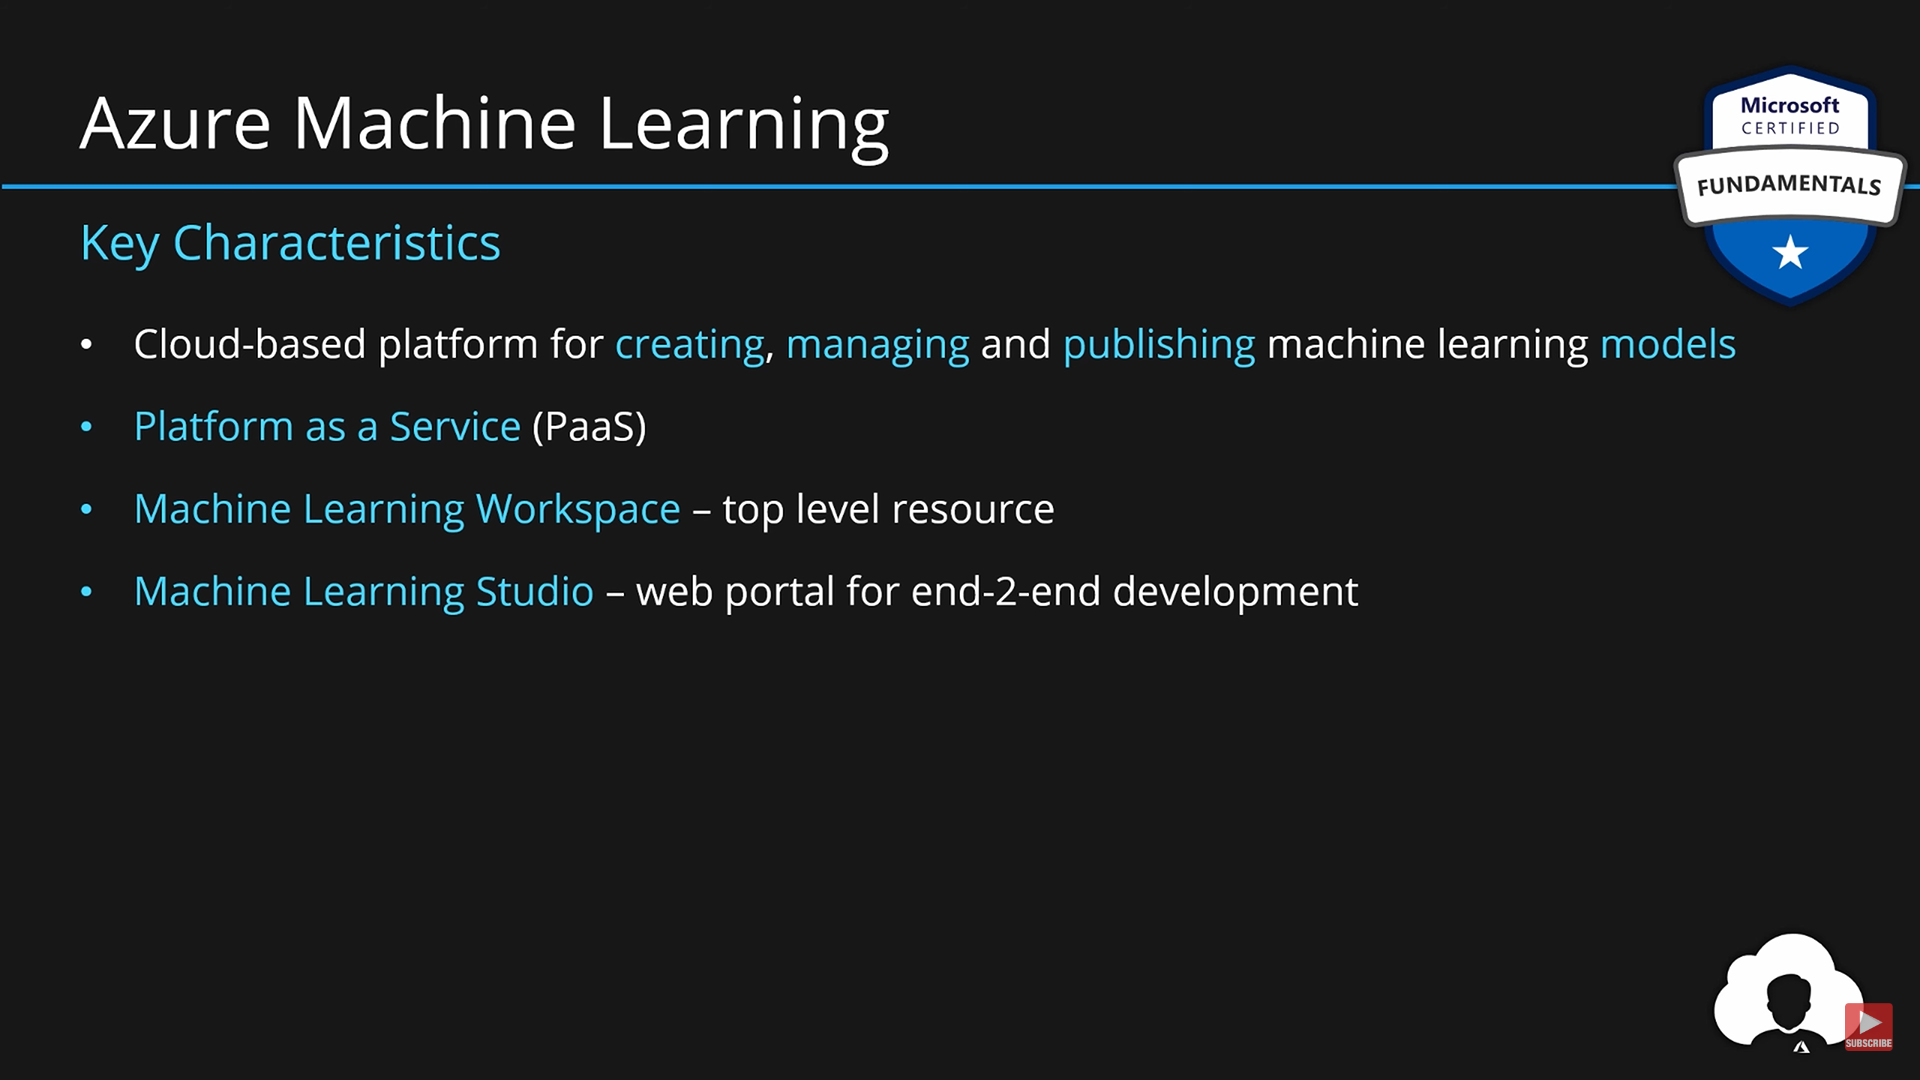 Azure Machine Learning
Microsoft
CERTIFIED
FUNDAMENTALS
Key Characteristics
• Cloud-based platform for creating, managing and publishing machine learning models
• Platform as a Service (PaaS)
• Machine Learning Workspace – top level resource
• Machine Learning Studio – web portal for end-2-end development
SUBSCRIBE